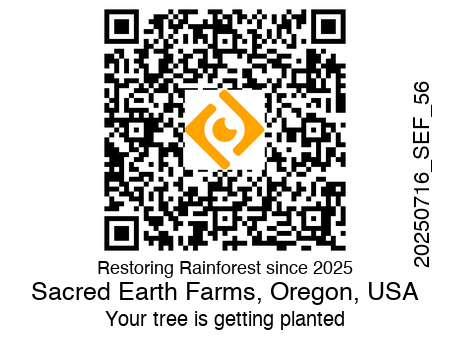 Restoring Rainforest since 2025
Sacred Earth Farms, Oregon, USA
Your tree is getting planted
20250716_SEF_56